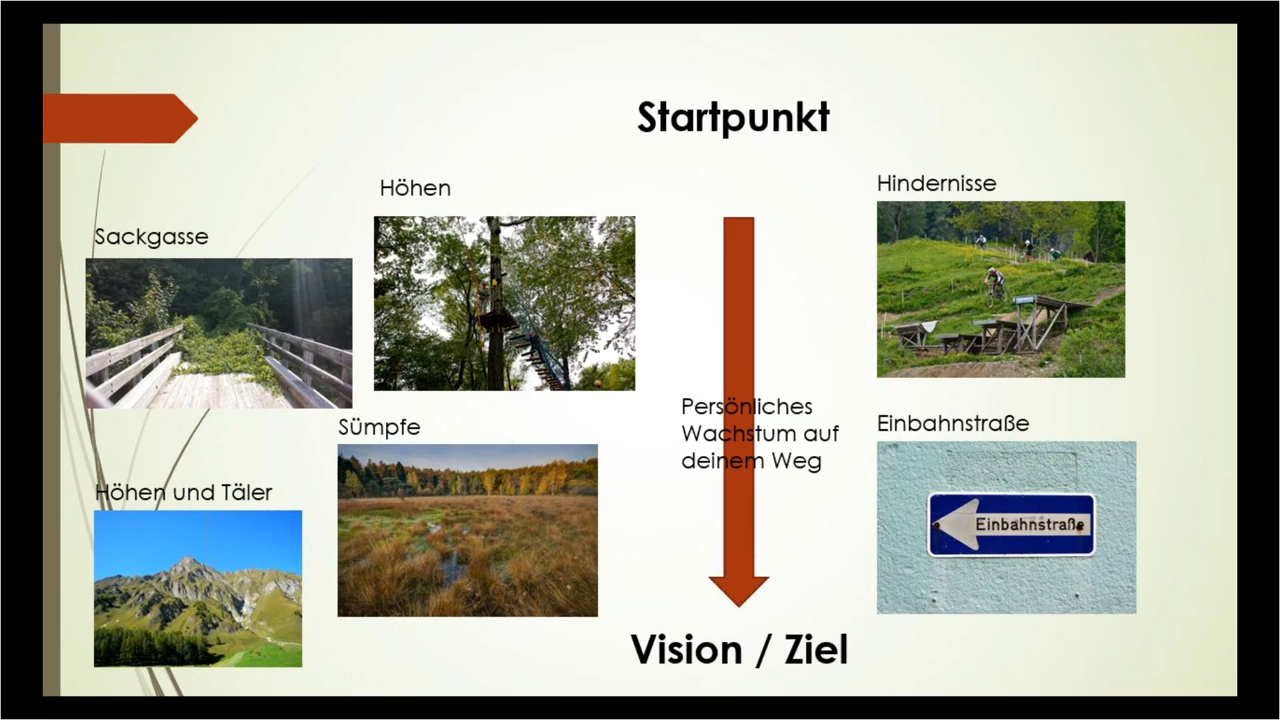 Startpunkt
Höhen
Hindernisse
Sackgasse
Persönliches
Wachstum auf
deinem Weg
Sümpfe
Einbahnstraße
Einbahnstraße
Höhen und Täler
Vision / Ziel